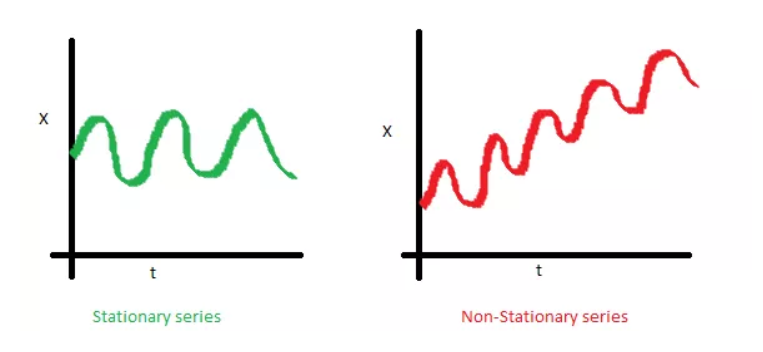 X
t
Stationary series
X
t
Non-Stationary series